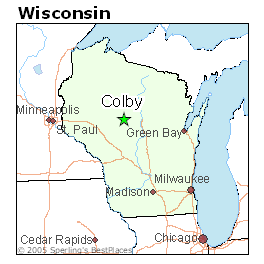 Wisconsin
Colby
Minneapolis
St. Paul
Green Bay
Milwaukee
Madison
Cedar Rapids
Chicago
© 2005 Sperling's BestPlaces